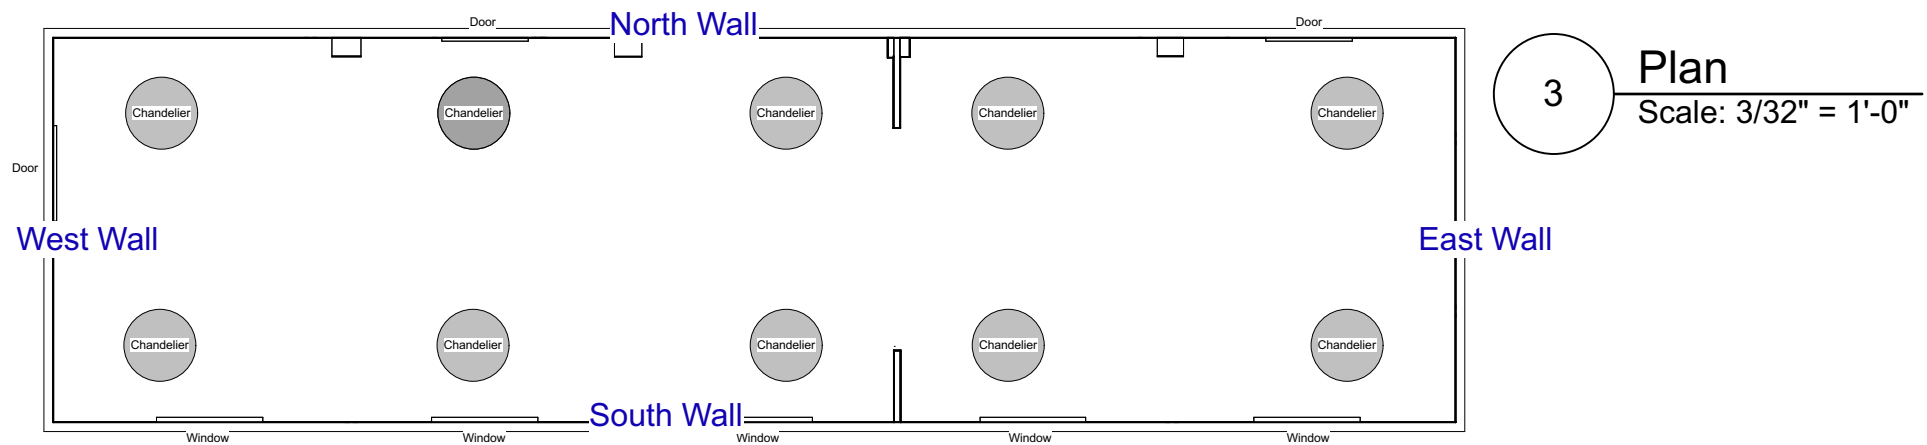 Door
North Wall
Door
3
Plan
Scale: 3/32" = 1'-0"
Chandelier
Chandelier
Chandelier
Chandelier
Chandelier
Door
West Wall
East Wall
Chandelier
Chandelier
Chandelier
Chandelier
Chandelier
South Wall
Window
Window
Window
Window
Window